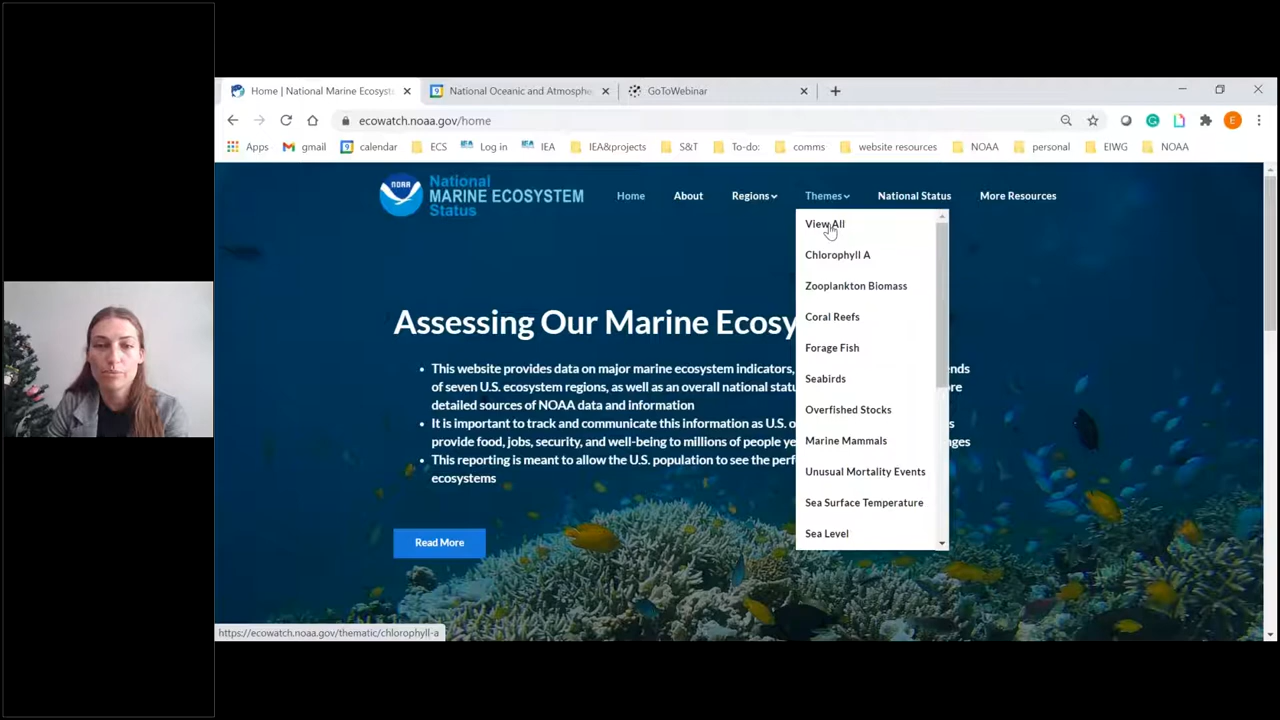 Home | National Marine Ecosyst
National Oceanic and Atmosphe
GoToWebinar
ecowatch.noaa.gov/home
Apps gmail calendar ECS Log in IEA IEA&projects S&T To-do: comms website resources NOAA personal EIWG NOAA
NOAA
National
MARINE ECOSYSTEM
Status
Home About Regions Themes National Status More Resources
View All
Chlorophyll A
Zooplankton Biomass
Coral Reefs
Forage Fish
Seabirds
Overfished Stocks
Marine Mammals
Unusual Mortality Events
Sea Surface Temperature
Sea Level
Assessing Our Marine Ecosy
• This website provides data on major marine ecosystem indicators, ends
of seven U.S. ecosystem regions, as well as an overall national statu ore
detailed sources of NOAA data and information
• It is important to track and communicate this information as U.S. o s
provide food, jobs, security, and well-being to millions of people ye nges
• This reporting is meant to allow the U.S. population to see the perf
ecosystems
Read More
https://ecowatch.noaa.gov/thematic/chlorophyll-a
E